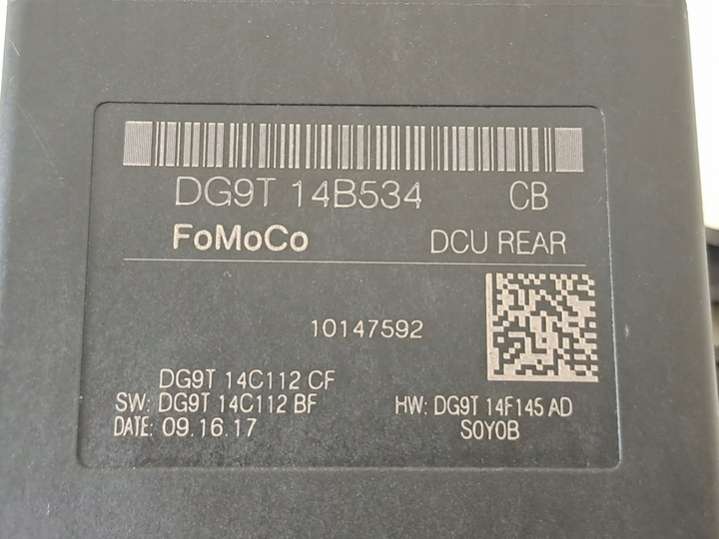 DG9T 14B534 CB
FoMoCo DCU REAR
10147592
DG9T 14C112 CF
SW: DG9T 14C112 BF HW: DG9T 14F145 AD
DATE: 09.16.17 S0Y0B